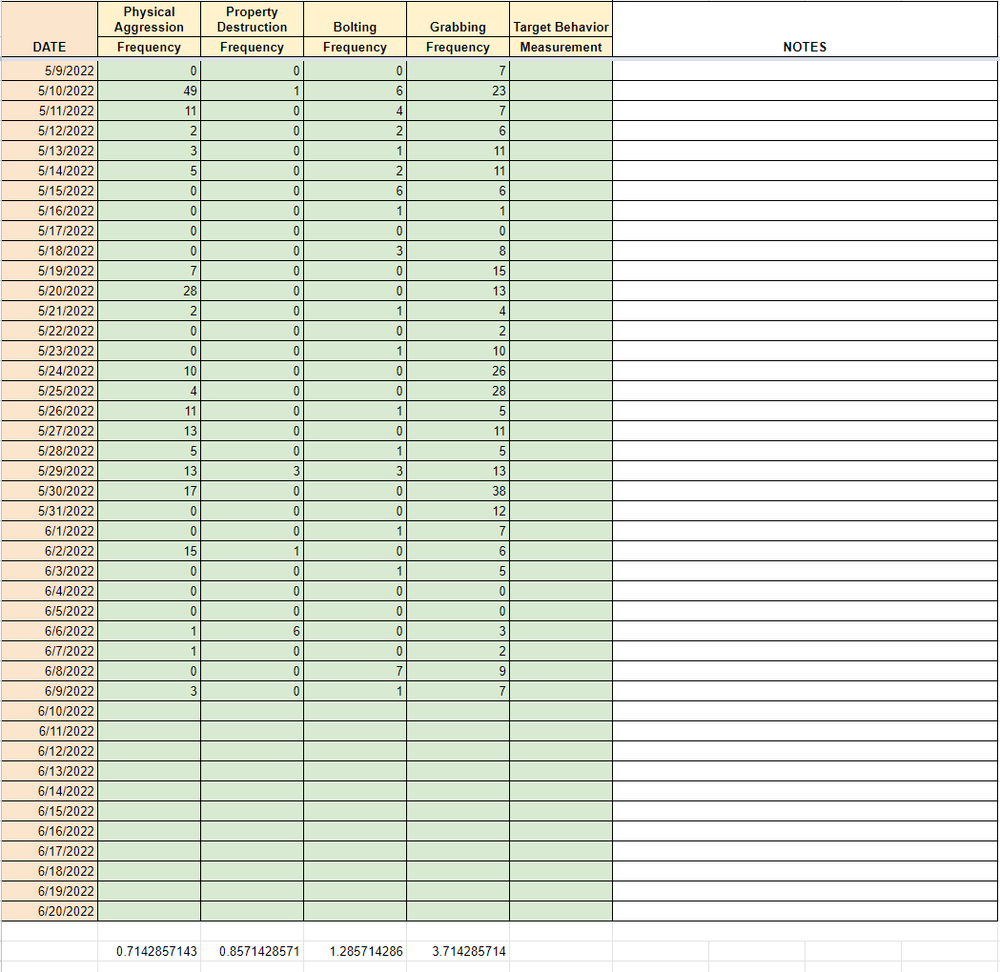 Physical Aggression Property Destruction Bolting Grabbing Target Behavior
DATE Frequency Frequency Frequency Frequency Measurement NOTES
5/9/2022 0 0 0 7
5/10/2022 49 1 6 23
5/11/2022 11 0 4 7
5/12/2022 2 0 2 6
5/13/2022 3 0 1 11
5/14/2022 5 0 2 11
5/15/2022 0 0 6 6
5/16/2022 0 0 1 1
5/17/2022 0 0 0 0
5/18/2022 0 0 3 8
5/19/2022 7 0 0 15
5/20/2022 28 0 0 13
5/21/2022 2 0 1 4
5/22/2022 0 0 0 2
5/23/2022 0 0 1 10
5/24/2022 10 0 0 26
5/25/2022 4 0 0 28
5/26/2022 11 0 1 5
5/27/2022 13 0 0 11
5/28/2022 5 0 1 5
5/29/2022 13 3 3 13
5/30/2022 17 0 0 38
5/31/2022 0 0 0 12
6/1/2022 0 0 1 7
6/2/2022 15 1 0 6
6/3/2022 0 0 1 5
6/4/2022 0 0 0 0
6/5/2022 0 0 0 0
6/6/2022 1 6 0 3
6/7/2022 1 0 0 2
6/8/2022 0 0 7 9
6/9/2022 3 0 1 7
6/10/2022
6/11/2022
6/12/2022
6/13/2022
6/14/2022
6/15/2022
6/16/2022
6/17/2022
6/18/2022
6/19/2022
6/20/2022
0.7142857143 0.8571428571 1.285714286 3.714285714